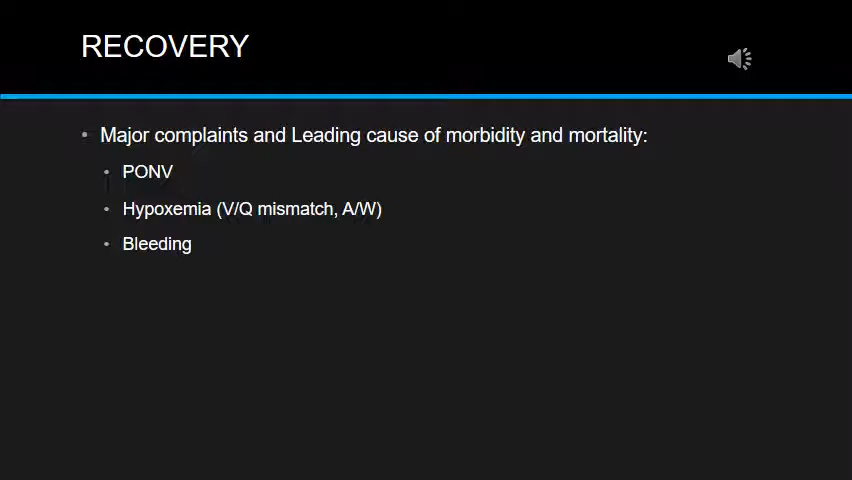 RECOVERY
• Major complaints and Leading cause of morbidity and mortality:
• PONV
• Hypoxemia (V/Q mismatch, A/W)
• Bleeding